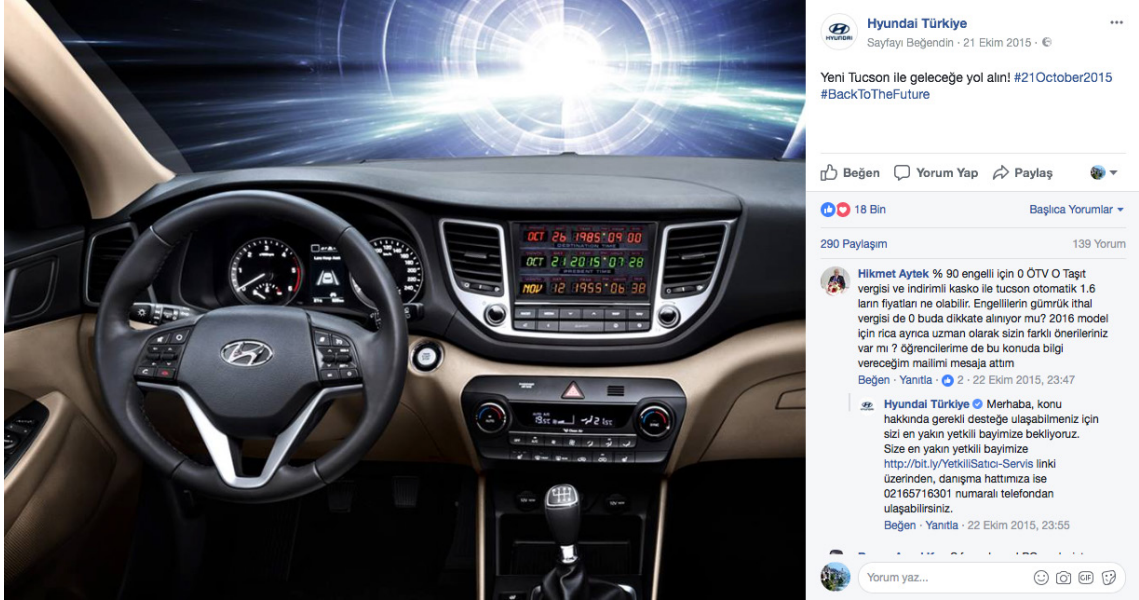 Hyundai Türkiye
Sayfayı Beğendin · 21 Ekim 2015 ·
Yeni Tucson ile geleceğe yol alın! #21October2015
#BackToTheFuture
Beğen Yorum Yap Paylaş
18 Bin Başlıca Yorumlar
290 Paylaşım 139 Yorum
Hikmet Aytek % 90 engelli için 0 ÖTV O Taşıt
vergisi ve indirimli kasko ile tucson otomatik 1.6
ların fiyatları ne olabilir. Engellilerin gümrük ithal
vergisi de 0 buda dikkate alınıyor mu? 2016 model
için rica ayrıca uzman olarak sizin farklı önerileriniz
var mı ? öğrencilerime de bu konuda bilgi
vereceğim mailimi mesaja attım
Beğen · Yanıtla · 2 · 22 Ekim 2015, 23:47
Hyundai Türkiye Merhaba, konu
hakkında gerekli desteğe ulaşabilmeniz için
sizi en yakın yetkili bayimize bekliyoruz.
Size en yakın yetkili bayimize
http://bit.ly/YetkiliSatıcı-Servis linki
üzerinden, danışma hattımıza ise
02165716301 numaralı telefondan
ulaşabilirsiniz.
Beğen · Yanıtla · 22 Ekim 2015, 23:55
Yorum yaz...
GIF
HYUNDAI
OCT 26 1985 09 00
DESTINATION TIME
OCT 21 2015 07 28
PRESENT TIME
NOV 12 1955 06 38